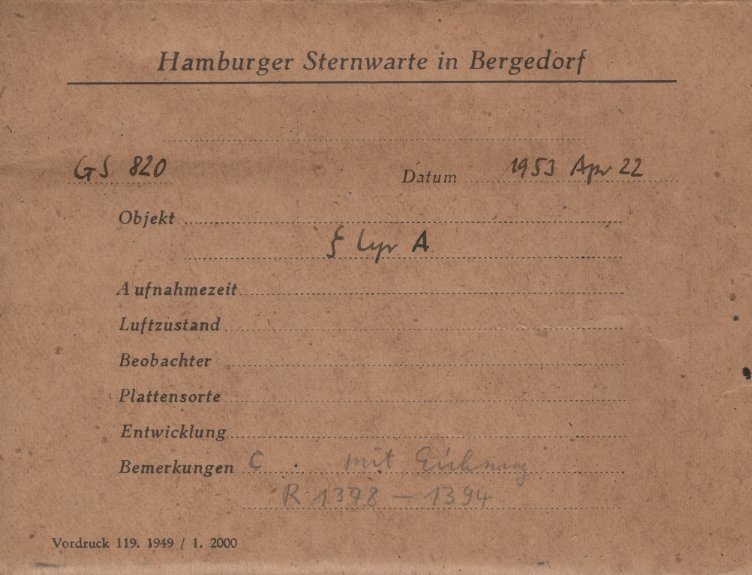 Hamburger Sternwarte in Bergedorf
GS 820 Datum 1953 Apr 22
Objekt
ζ Lyr A
Aufnahmezeit
Luftzustand
Beobachter
Plattensorte
Entwicklung
Bemerkungen C . mit Eichung
R 1378 — 1394
Vordruck 119. 1949 / 1. 2000